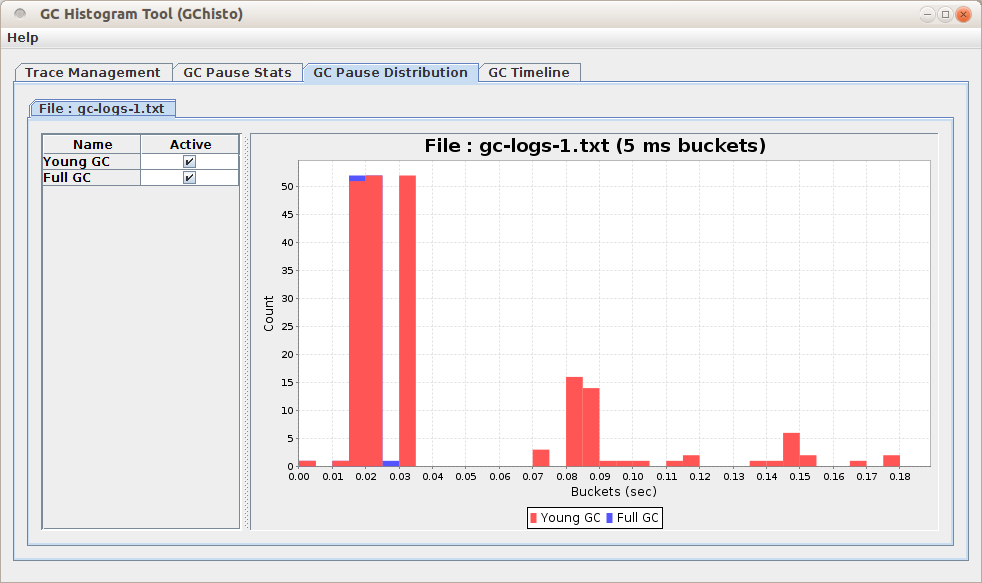 GC Histogram Tool (GChisto)
Help
Trace Management GC Pause Stats GC Pause Distribution GC Timeline
File : gc-logs-1.txt
Name Active
Young GC
Full GC
File : gc-logs-1.txt (5 ms buckets)
50
45
40
35
30
25
20
15
10
5
0
Count
0.00 0.01 0.02 0.03 0.04 0.05 0.06 0.07 0.08 0.09 0.10 0.11 0.12 0.13 0.14 0.15 0.16 0.17 0.18
Buckets (sec)
Young GC Full GC